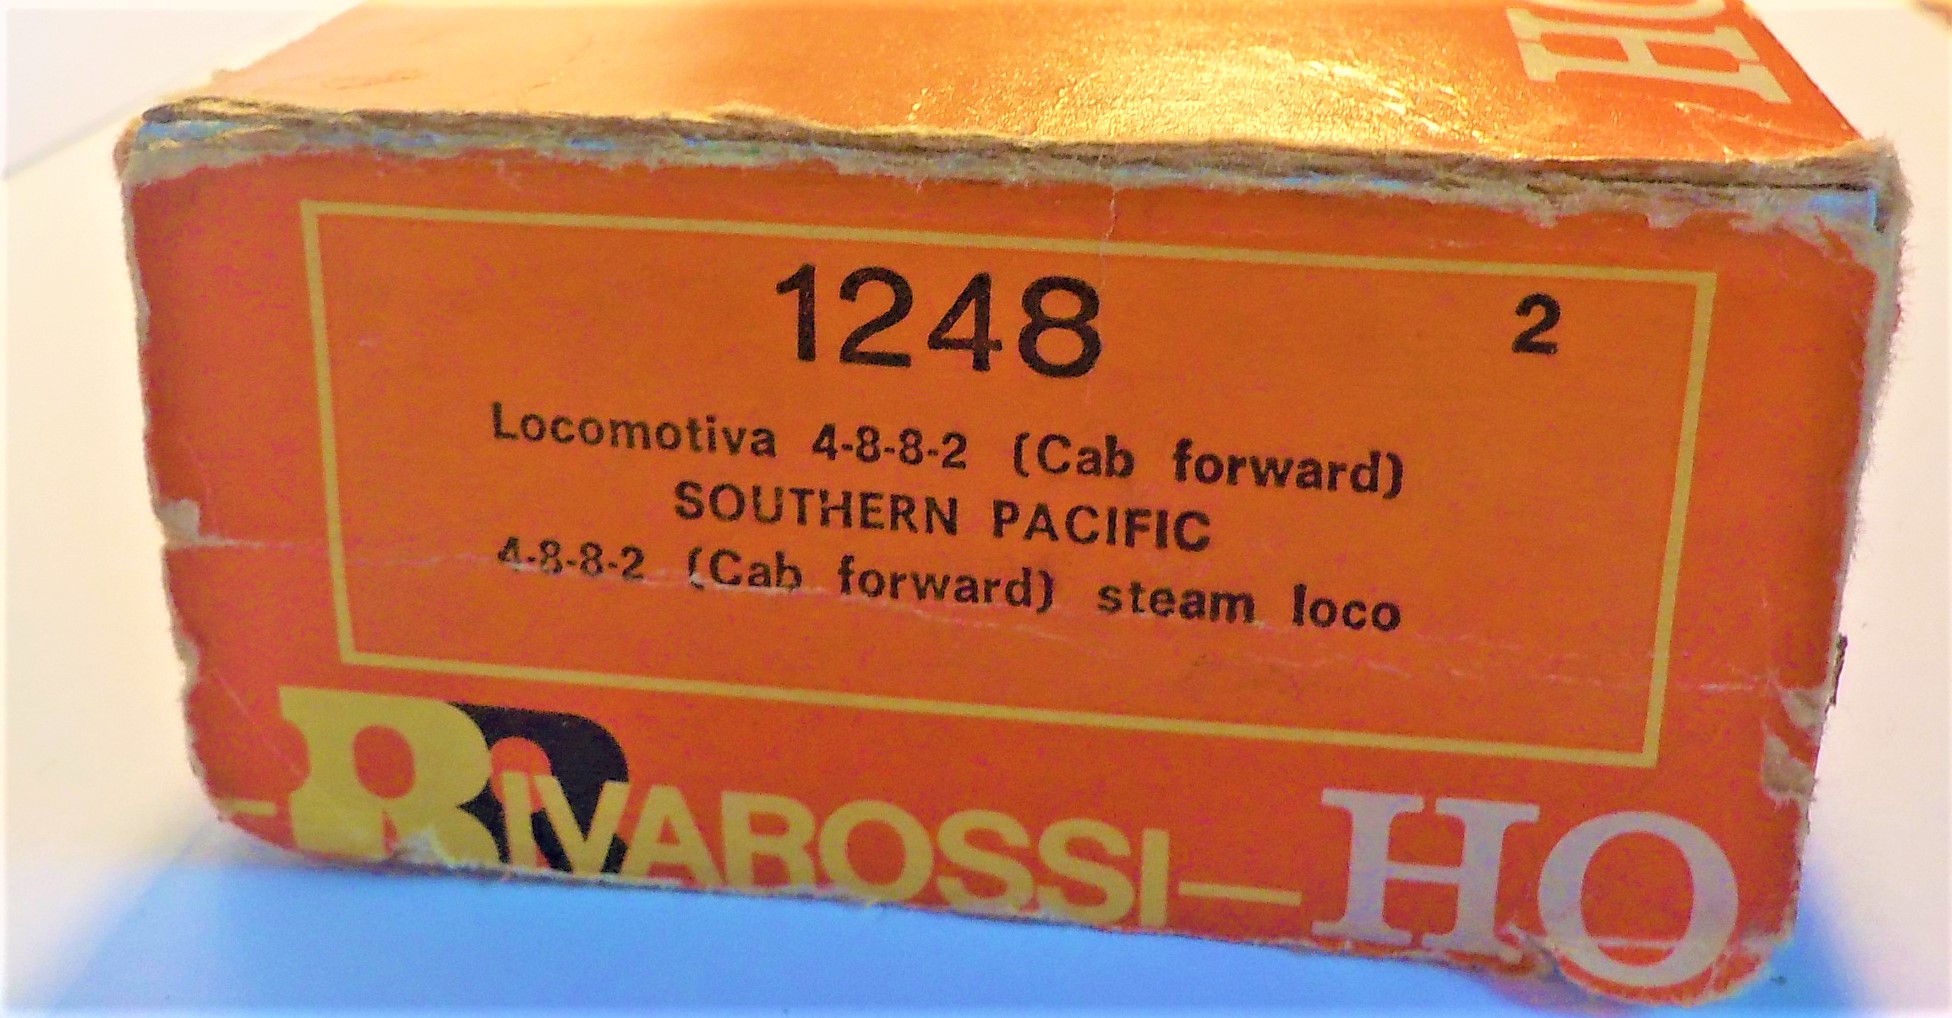 HO
1248 2
Locomotiva 4-8-8-2 (Cab forward)
SOUTHERN PACIFIC
4-8-8-2 (Cab forward) steam loco
RIVAROSSI — HO